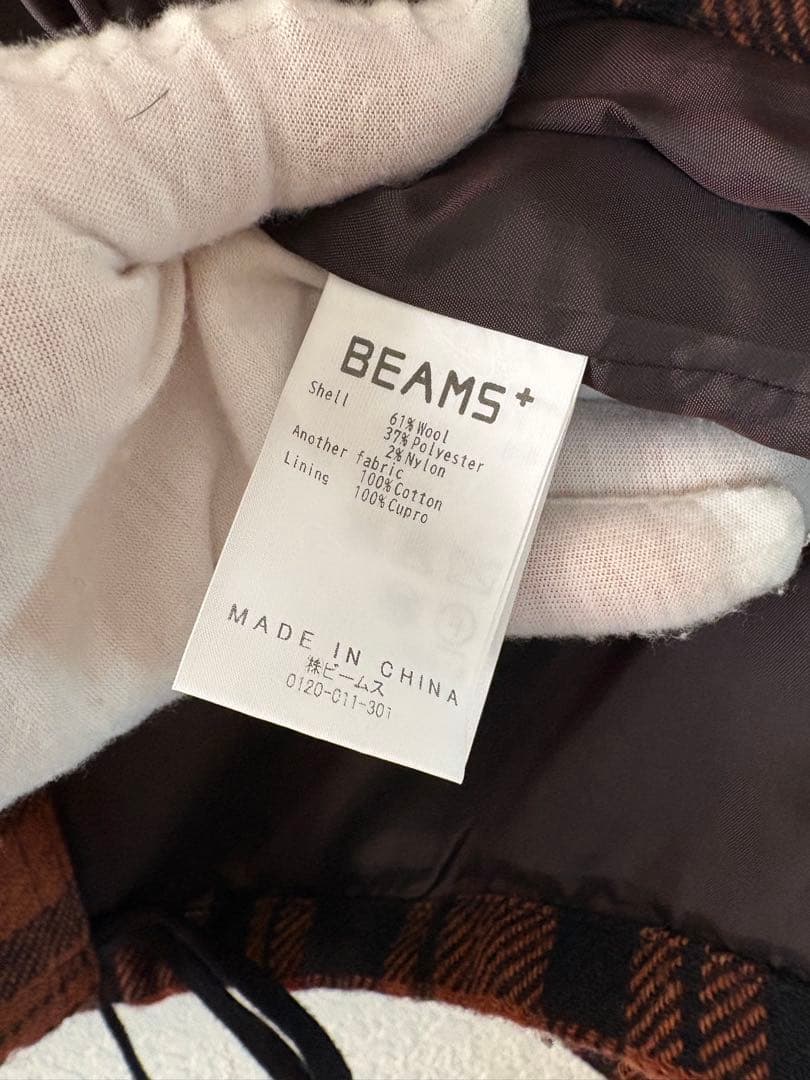 BEAMS+
Shell
61%Wool
37%Polyester
2%Nylon
Another fabric
100%Cotton
Lining
100%Cupro
MADE IN CHINA
㈱ビームス
0120-011-301